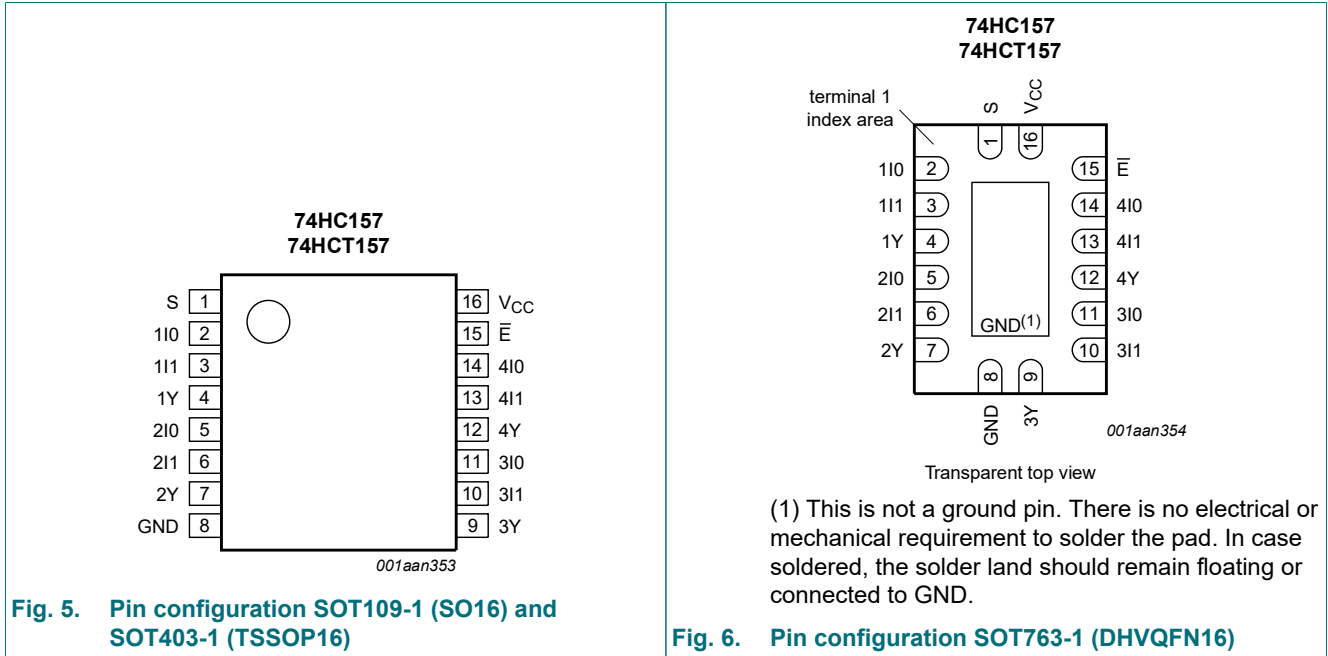 74HC157
74HCT157
S 1
1I0 2
1I1 3
1Y 4
2I0 5
2I1 6
2Y 7
GND 8
16 VCC
15 E̅
14 4I0
13 4I1
12 4Y
11 3I0
10 3I1
9 3Y
001aan353
Fig. 5. Pin configuration SOT109-1 (SO16) and
SOT403-1 (TSSOP16)
74HC157
74HCT157
terminal 1
index area
S
VCC
1
16
1I0 2
1I1 3
1Y 4
2I0 5
2I1 6
2Y 7
15 E̅
14 4I0
13 4I1
12 4Y
11 3I0
10 3I1
GND(1)
8
9
GND
3Y
001aan354
Transparent top view
(1) This is not a ground pin. There is no electrical or
mechanical requirement to solder the pad. In case
soldered, the solder land should remain floating or
connected to GND.
Fig. 6. Pin configuration SOT763-1 (DHVQFN16)